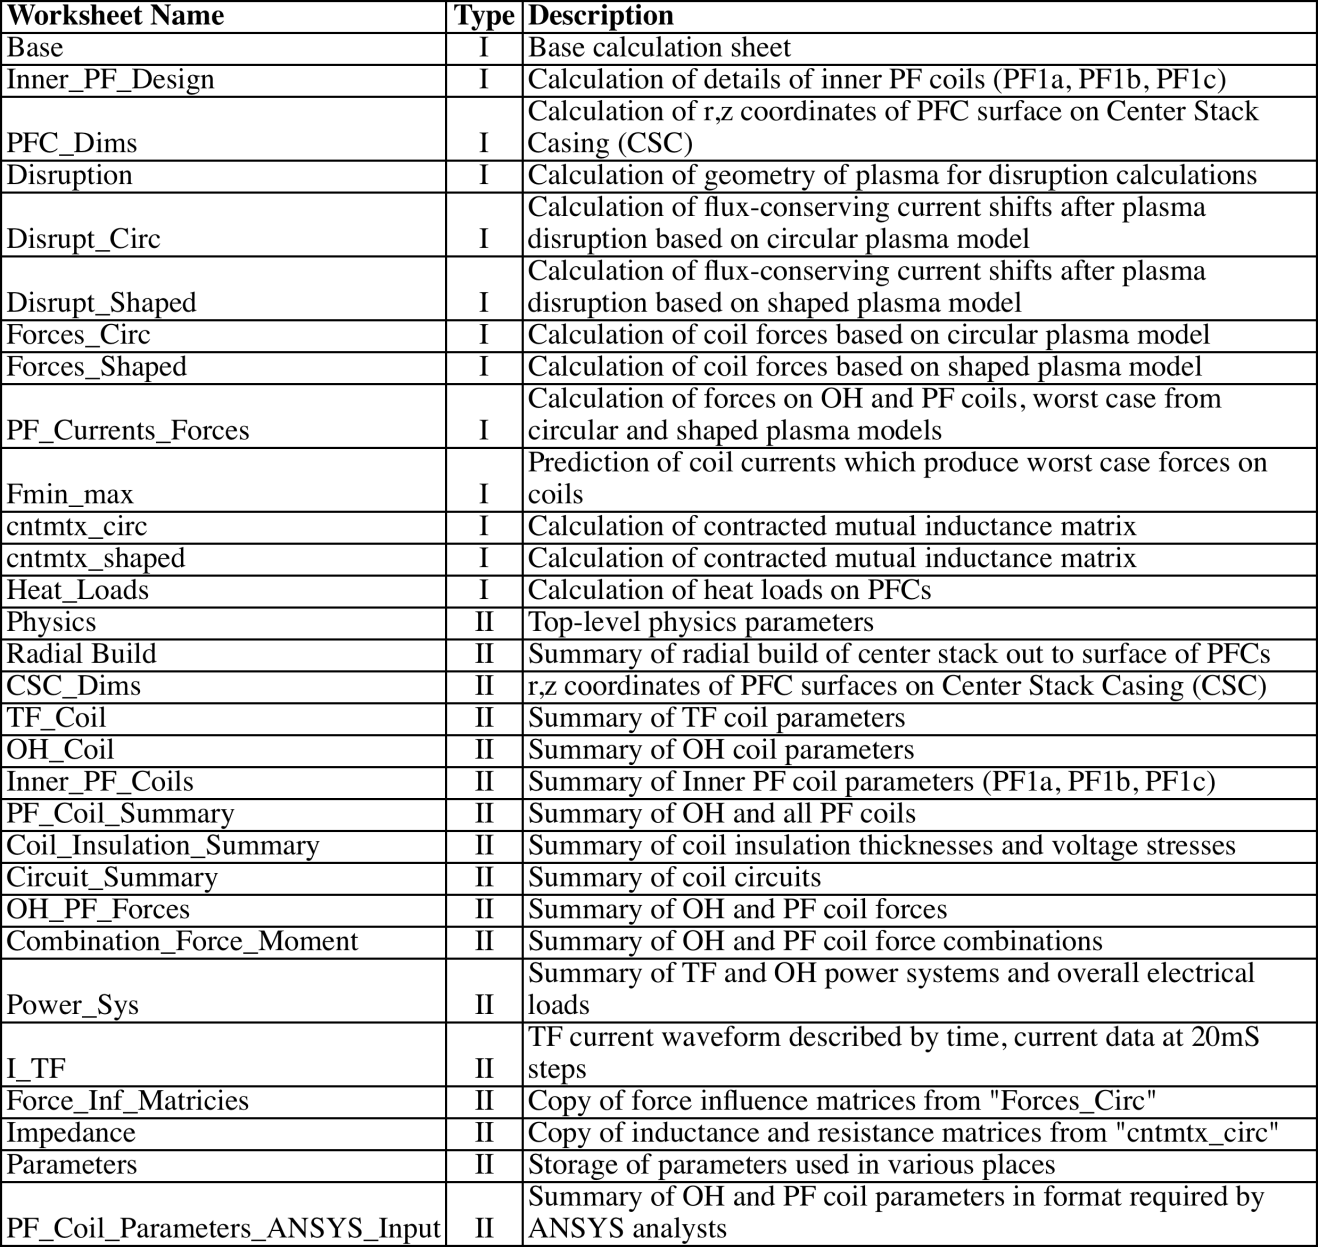 Worksheet Name Type Description
Base I Base calculation sheet
Inner_PF_Design I Calculation of details of inner PF coils (PF1a, PF1b, PF1c)
Calculation of r,z coordinates of PFC surface on Center Stack
PFC_Dims I Casing (CSC)
Disruption I Calculation of geometry of plasma for disruption calculations
Calculation of flux-conserving current shifts after plasma
Disrupt_Circ I disruption based on circular plasma model
Calculation of flux-conserving current shifts after plasma
Disrupt_Shaped I disruption based on shaped plasma model
Forces_Circ I Calculation of coil forces based on circular plasma model
Forces_Shaped I Calculation of coil forces based on shaped plasma model
Calculation of forces on OH and PF coils, worst case from
PF_Currents_Forces I circular and shaped plasma models
Prediction of coil currents which produce worst case forces on
Fmin_max I coils
cntmtx_circ I Calculation of contracted mutual inductance matrix
cntmtx_shaped I Calculation of contracted mutual inductance matrix
Heat_Loads I Calculation of heat loads on PFCs
Physics II Top-level physics parameters
Radial Build II Summary of radial build of center stack out to surface of PFCs
CSC_Dims II r,z coordinates of PFC surfaces on Center Stack Casing (CSC)
TF_Coil II Summary of TF coil parameters
OH_Coil II Summary of OH coil parameters
Inner_PF_Coils II Summary of Inner PF coil parameters (PF1a, PF1b, PF1c)
PF_Coil_Summary II Summary of OH and all PF coils
Coil_Insulation_Summary II Summary of coil insulation thicknesses and voltage stresses
Circuit_Summary II Summary of coil circuits
OH_PF_Forces II Summary of OH and PF coil forces
Combination_Force_Moment II Summary of OH and PF coil force combinations
Summary of TF and OH power systems and overall electrical
Power_Sys II loads
TF current waveform described by time, current data at 20mS
I_TF II steps
Force_Inf_Matricies II Copy of force influence matrices from "Forces_Circ"
Impedance II Copy of inductance and resistance matrices from "cntmtx_circ"
Parameters II Storage of parameters used in various places
Summary of OH and PF coil parameters in format required by
PF_Coil_Parameters_ANSYS_Input II ANSYS analysts